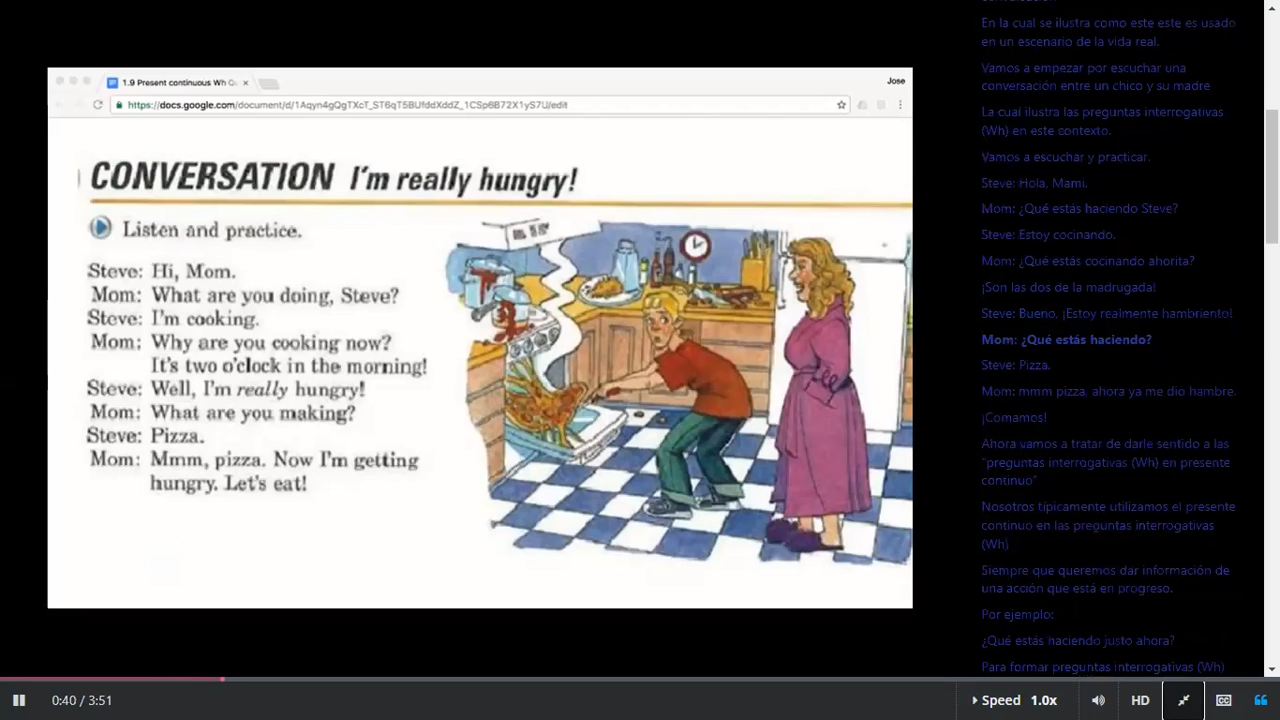 1.9 Present continuous Wh Q
Jose
https://docs.google.com/document/d/1Aqyn4gQgTXcT_ST6qT5BUfddXddZ_1CSp6B72X1yS7U/edit
CONVERSATION I'm really hungry!
Listen and practice.
Steve: Hi, Mom.
Mom: What are you doing, Steve?
Steve: I'm cooking.
Mom: Why are you cooking now?
It's two o'clock in the morning!
Steve: Well, I'm really hungry!
Mom: What are you making?
Steve: Pizza.
Mom: Mmm, pizza. Now I'm getting
hungry. Let's eat!
En la cual se ilustra como este este es usado
en un escenario de la vida real.
Vamos a empezar por escuchar una
conversación entre un chico y su madre
La cual ilustra las preguntas interrogativas
(Wh) en este contexto.
Vamos a escuchar y practicar.
Steve: Hola, Mami.
Mom: ¿Qué estás haciendo Steve?
Steve: Estoy cocinando.
Mom: ¿Qué estás cocinando ahorita?
¡Son las dos de la madrugada!
Steve: Bueno, ¡Estoy realmente hambriento!
Mom: ¿Qué estás haciendo?
Steve: Pizza.
Mom: mmm pizza, ahora ya me dio hambre.
¡Comamos!
Ahora vamos a tratar de darle sentido a las
"preguntas interrogativas (Wh) en presente
continuo"
Nosotros típicamente utilizamos el presente
continuo en las preguntas interrogativas
(Wh)
Siempre que queremos dar información de
una acción que está en progreso.
Por ejemplo:
¿Qué estás haciendo justo ahora?
Para formar preguntas interrogativas (Wh)
0:40 / 3:51
Speed 1.0x
HD
CC